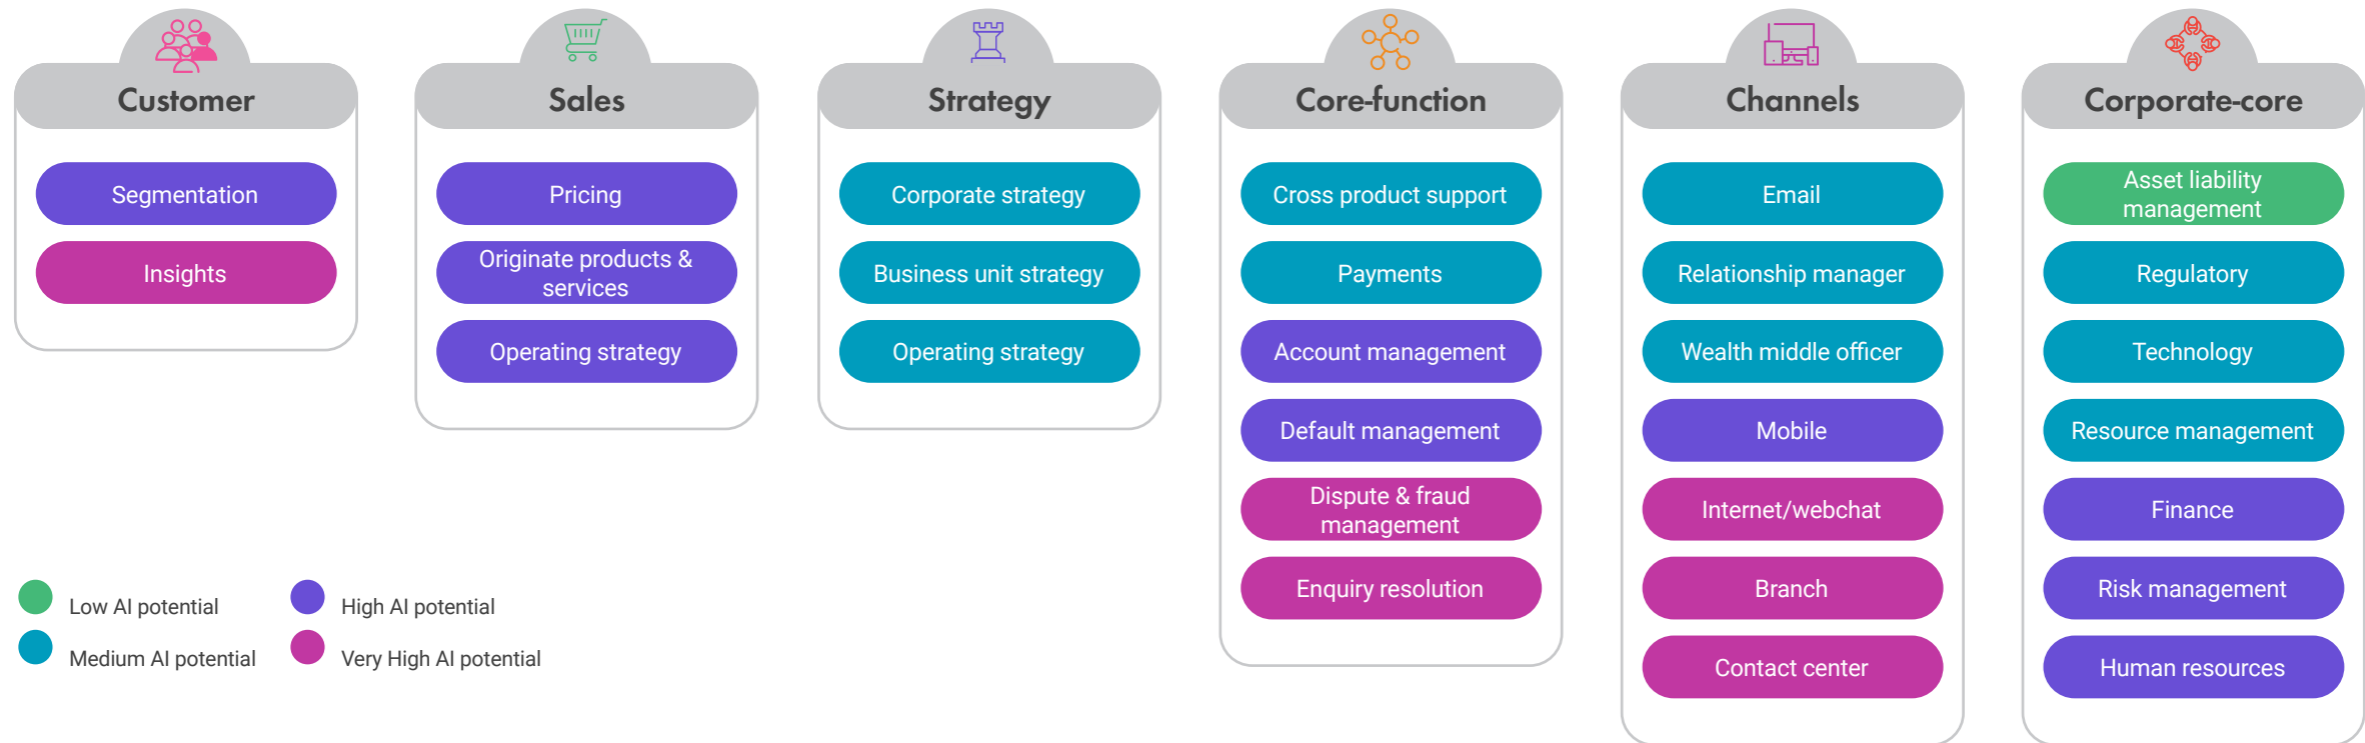 Customer
Segmentation
Insights
Sales
Pricing
Originate products &
services
Operating strategy
Strategy
Corporate strategy
Business unit strategy
Operating strategy
Core-function
Cross product support
Payments
Account management
Default management
Dispute & fraud
management
Enquiry resolution
Channels
Email
Relationship manager
Wealth middle officer
Mobile
Internet/webchat
Branch
Contact center
Corporate-core
Asset liability
management
Regulatory
Technology
Resource management
Finance
Risk management
Human resources
Low AI potential
Medium AI potential
High AI potential
Very High AI potential